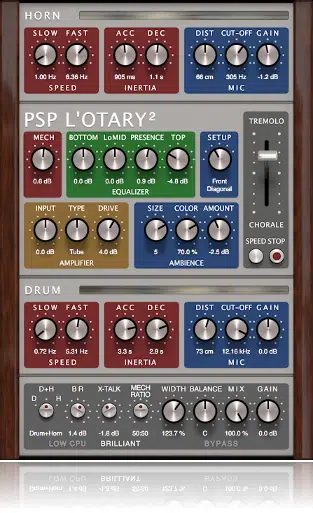 HORN
SLOW FAST ACC DEC DIST CUT-OFF GAIN
1.00 Hz 6.36 Hz 905 ms 1.1 s 66 cm 305 Hz -1.2 dB
SPEED INERTIA MIC
PSP L'OTARY² TREMOLO
MECH BOTTOM LoMID PRESENCE TOP SETUP
0.6 dB 0.0 dB 0.0 dB 0.9 dB -4.8 dB Front
Diagonal
EQUALIZER
INPUT TYPE DRIVE SIZE COLOR AMOUNT CHORALE
SPEED STOP
0.0 dB Tube 4.0 dB 5 70.0 % -2.5 dB
AMPLIFIER AMBIENCE
DRUM
SLOW FAST ACC DEC DIST CUT-OFF GAIN
0.72 Hz 5.31 Hz 3.3 s 2.9 s 73 cm 12.16 kHz 0.0 dB
SPEED INERTIA MIC
D+H BR X-TALK MECH RATIO WIDTH BALANCE MIX GAIN
D H
Drum+Horn 1.4 dB -1.8 dB 50:50 123.7 % C 100.0 % 0.0 dB
LOW CPU BRILLIANT BYPASS